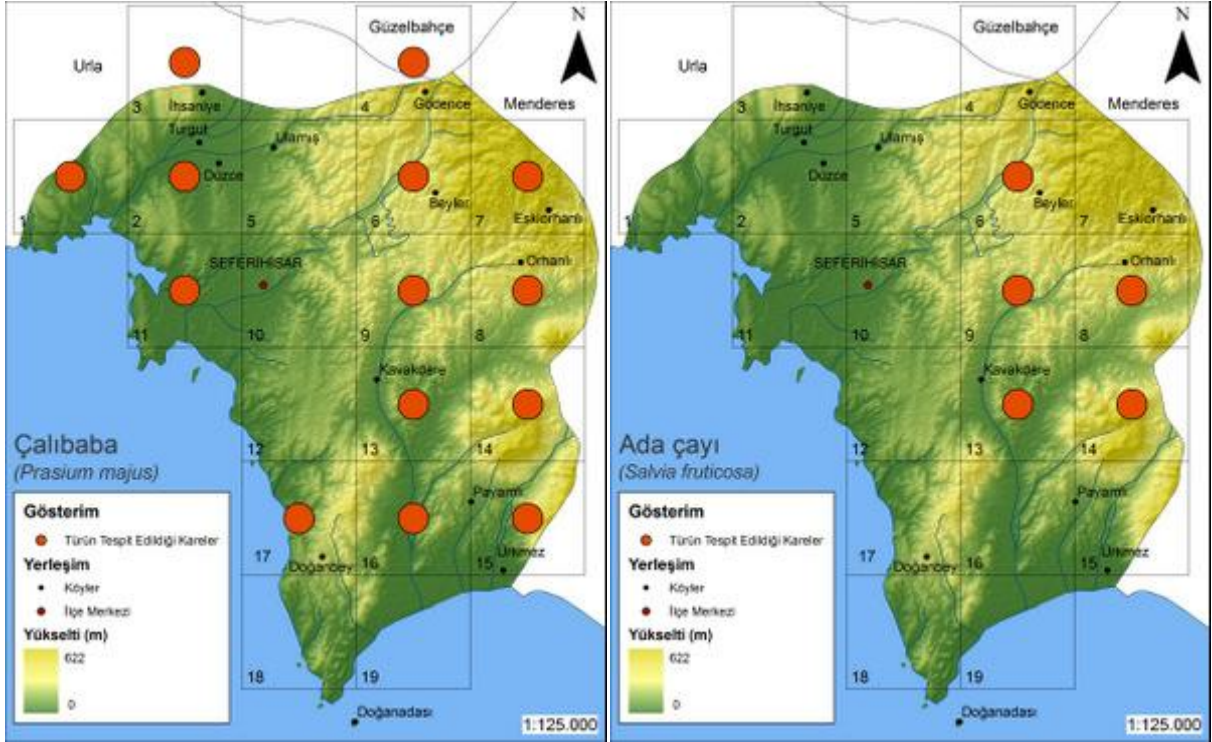 Güzelbahçe
N
Urla
3
İhsaniye
4
Gödence
Menderes
Turgut
Ulamış
Düzce
Beyler
1
2
5
6
7
Eskiorhanlı
SEFERİHİSAR
Orhanlı
11
10
9
8
Kavakdere
Çalıbaba
(Prasium majus)
12
13
14
Gösterim
Türün Tespit Edildiği Kareler
Yerleşim
Köyler
İlçe Merkezi
Yükselti (m)
622
0
Payamlı
Ürkmez
17
Doğanbey
16
15
18
19
Doğanadası
1:125.000
Güzelbahçe
N
Urla
3
İhsaniye
4
Gödence
Menderes
Turgut
Ulamış
Düzce
Beyler
1
2
5
6
7
Eskiorhanlı
SEFERİHİSAR
Orhanlı
11
10
9
8
Kavakdere
Ada çayı
(Salvia fruticosa)
12
13
14
Gösterim
Türün Tespit Edildiği Kareler
Yerleşim
Köyler
İlçe Merkezi
Yükselti (m)
622
0
Payamlı
Ürkmez
17
Doğanbey
16
15
18
19
Doğanadası
1:125.000